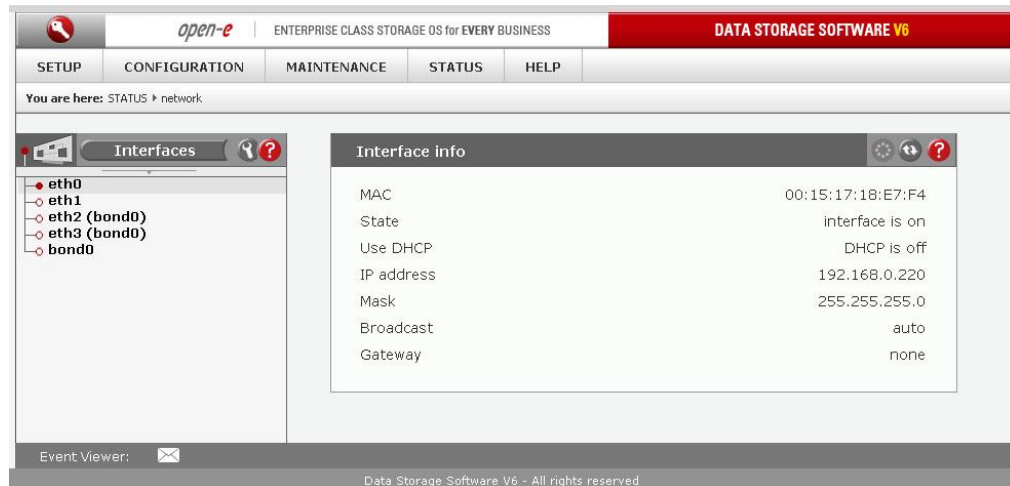 open-e ENTERPRISE CLASS STORAGE OS for EVERY BUSINESS DATA STORAGE SOFTWARE V6
SETUP CONFIGURATION MAINTENANCE STATUS HELP
You are here: STATUS network
Interfaces ?
eth0
eth1
eth2 (bond0)
eth3 (bond0)
bond0
Interface info ?
MAC 00:15:17:18:E7:F4
State interface is on
Use DHCP DHCP is off
IP address 192.168.0.220
Mask 255.255.255.0
Broadcast auto
Gateway none
Event Viewer:
Data Storage Software V6 - All rights reserved